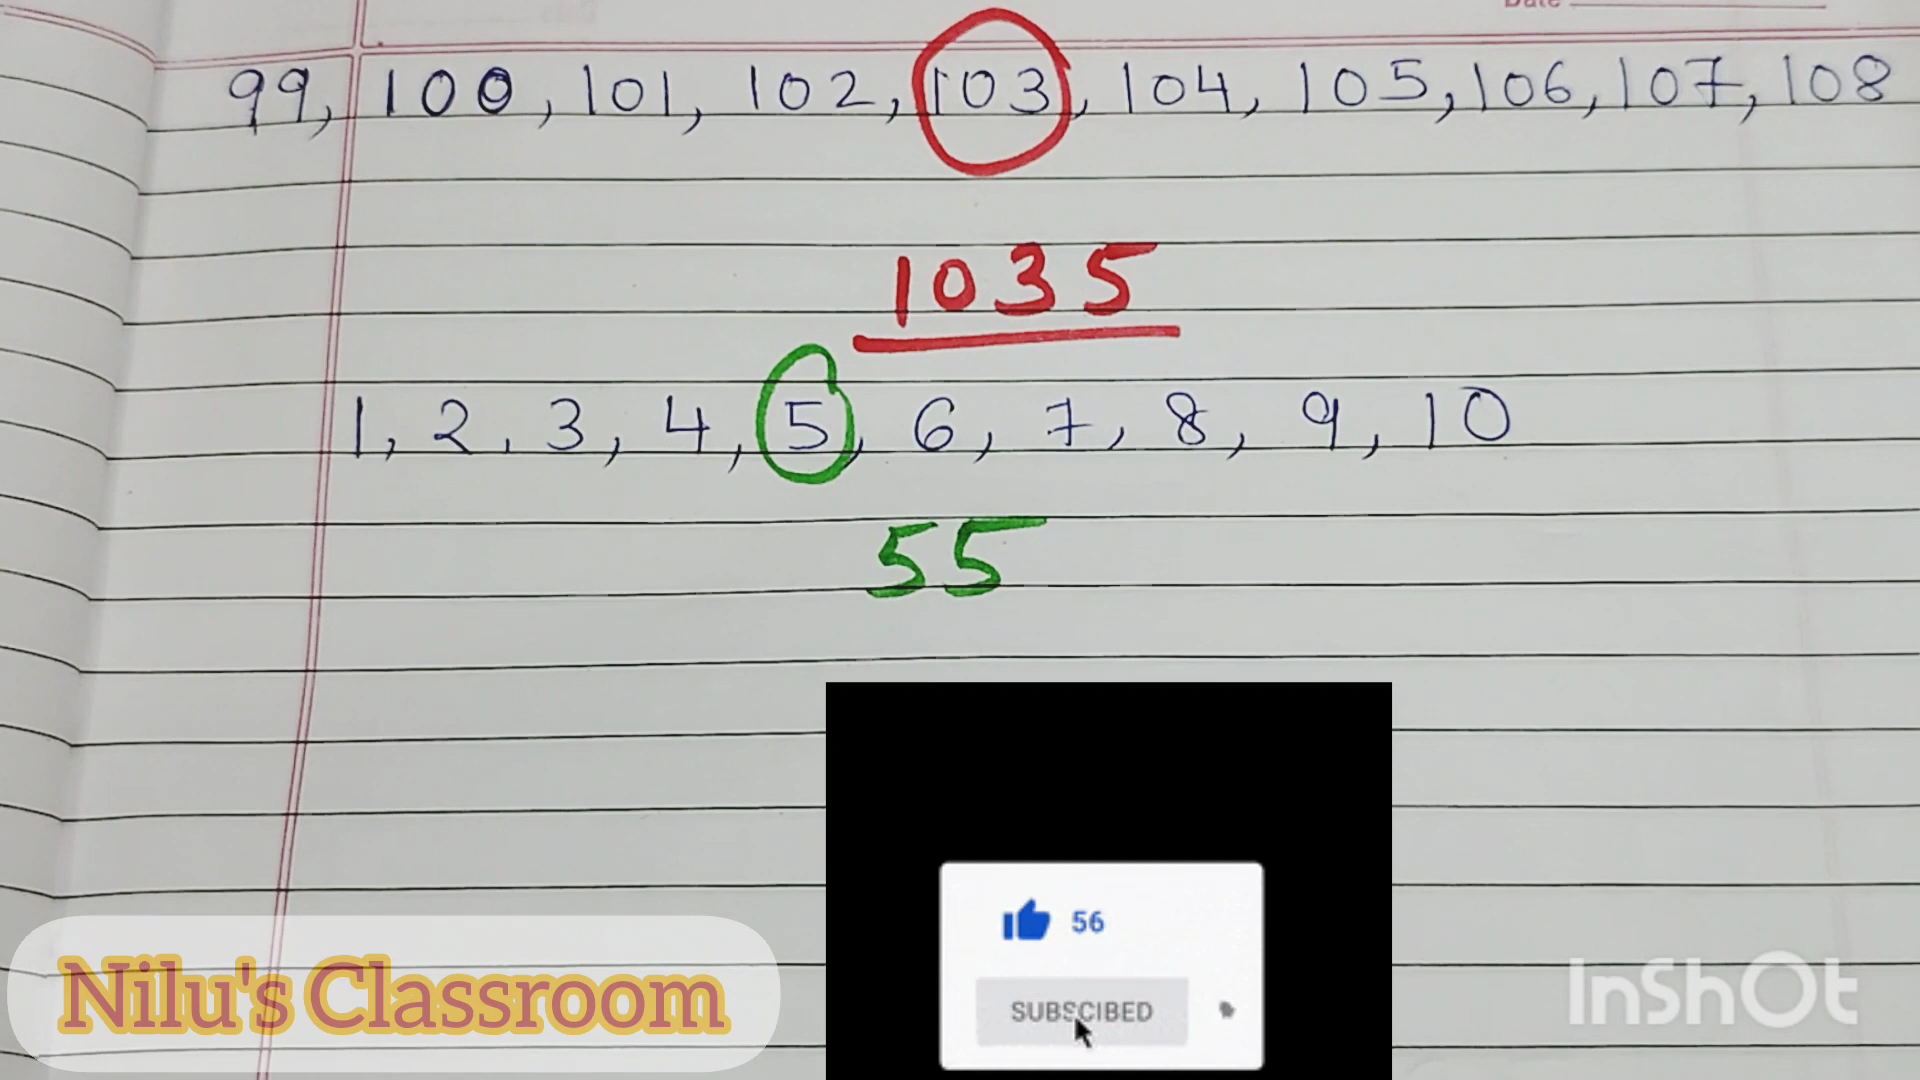 Date
99, 100, 101, 102, 103, 104, 105, 106, 107, 108
1035
1, 2, 3, 4, 5, 6, 7, 8, 9, 10
55
56
SUBSCIBED
Nilu's Classroom
InShOt